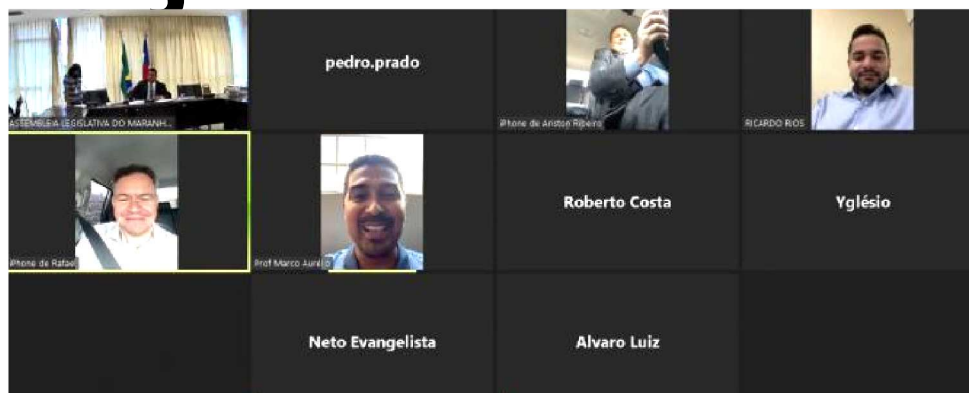 pedro.prado
ASSEMBLEIA LEGISLATIVA DO MARANH...
iPhone de Ariston Ribeiro
RICARDO RIOS
iPhone de Rafael
Prof Marco Aurélio
Roberto Costa
Yglésio
Neto Evangelista
Alvaro Luiz